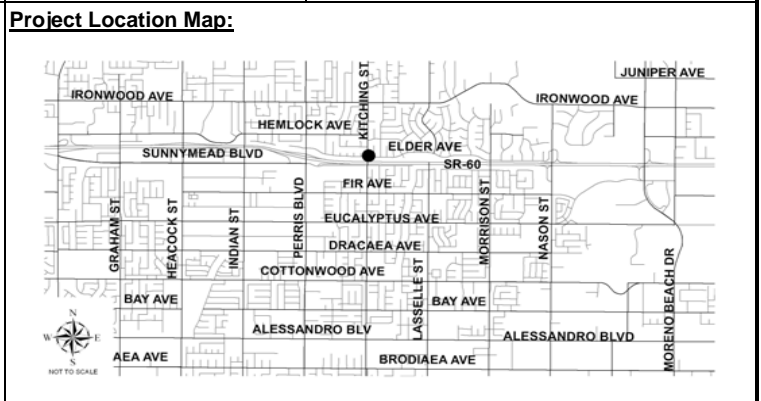 Project Location Map:
JUNIPER AVE
IRONWOOD AVE
IRONWOOD AVE
KITCHING ST.
HEMLOCK AVE
ELDER AVE
SUNNYMEAD BLVD
SR-60
FIR AVE
GRAHAM ST
HEACOCK ST
INDIAN ST
PERRIS BLVD
EUCALYPTUS AVE
MORRISON ST
NASON ST
DRACAEA AVE
COTTONWOOD AVE
LASSELLE ST
MORENO BEACH DR
BAY AVE
BAY AVE
N
W
E
S
NOT TO SCALE
ALESSANDRO BLV
ALESSANDRO BLVD
AEA AVE
BRODIAEA AVE